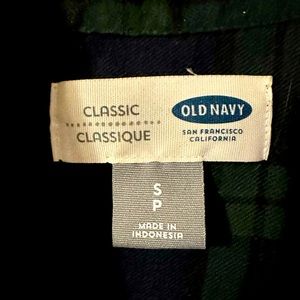 CLASSIC
CLASSIQUE
OLD NAVY
SAN FRANCISCO
CALIFORNIA
S
P
MADE IN
INDONESIA